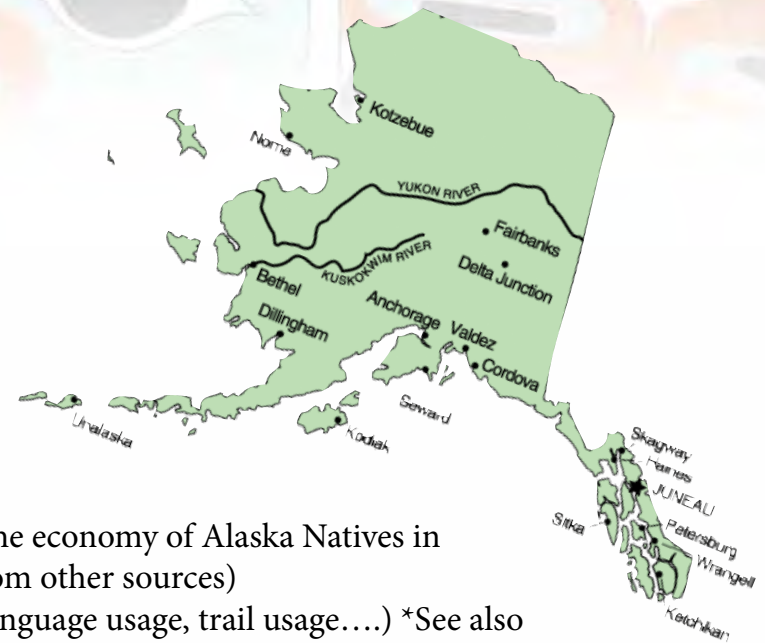 Kotzebue
Nome
YUKON RIVER
Fairbanks
KUSKOKWIM RIVER
Delta Junction
Bethel
Anchorage
Valdez
Dillingham
Cordova
Seward
Unalaska
Kodiak
Skagway
Haines
JUNEAU
Sitka
Petersburg
Wrangell
Ketchikan
he economy of Alaska Natives in
om other sources)
nguage usage, trail usage….) *See also